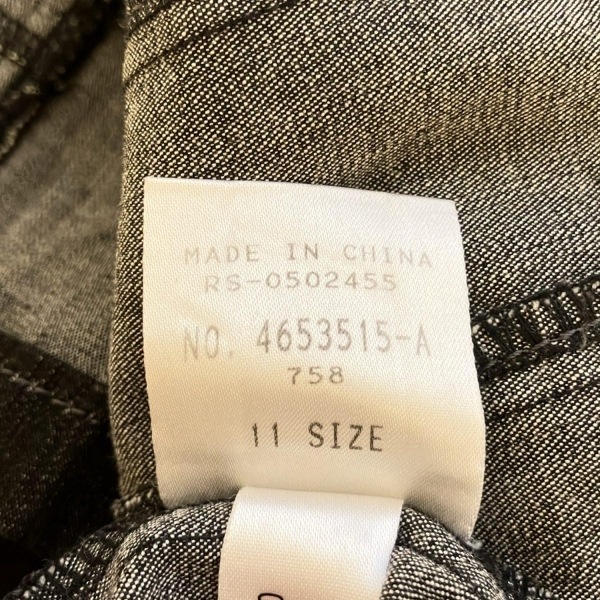 MADE IN CHINA
RS-0502455
NO. 4653515-A
758
11 SIZE